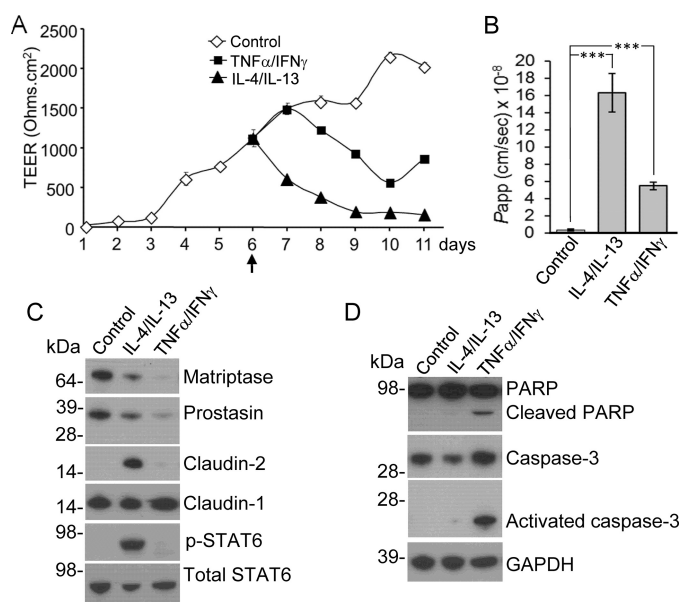 A
2500
2000
1500
1000
500
0
TEER (Ohms.cm²)
Control
TNFα/IFNγ
IL-4/IL-13
1 2 3 4 5 6 7 8 9 10 11 days
B
*** ***
20
18
16
14
12
10
8
6
4
2
0
Papp (cm/sec) x 10⁻⁸
Control
IL-4/IL-13
TNFα/IFNγ
C
kDa
Control
IL-4/IL-13
TNFα/IFNγ
64- Matriptase
39- Prostasin
28-
Claudin-2
14-
14- Claudin-1
98- p-STAT6
98- Total STAT6
D
kDa
Control
IL-4/IL-13
TNFα/IFNγ
98- PARP
Cleaved PARP
Caspase-3
28-
28-
Activated caspase-3
39- GAPDH